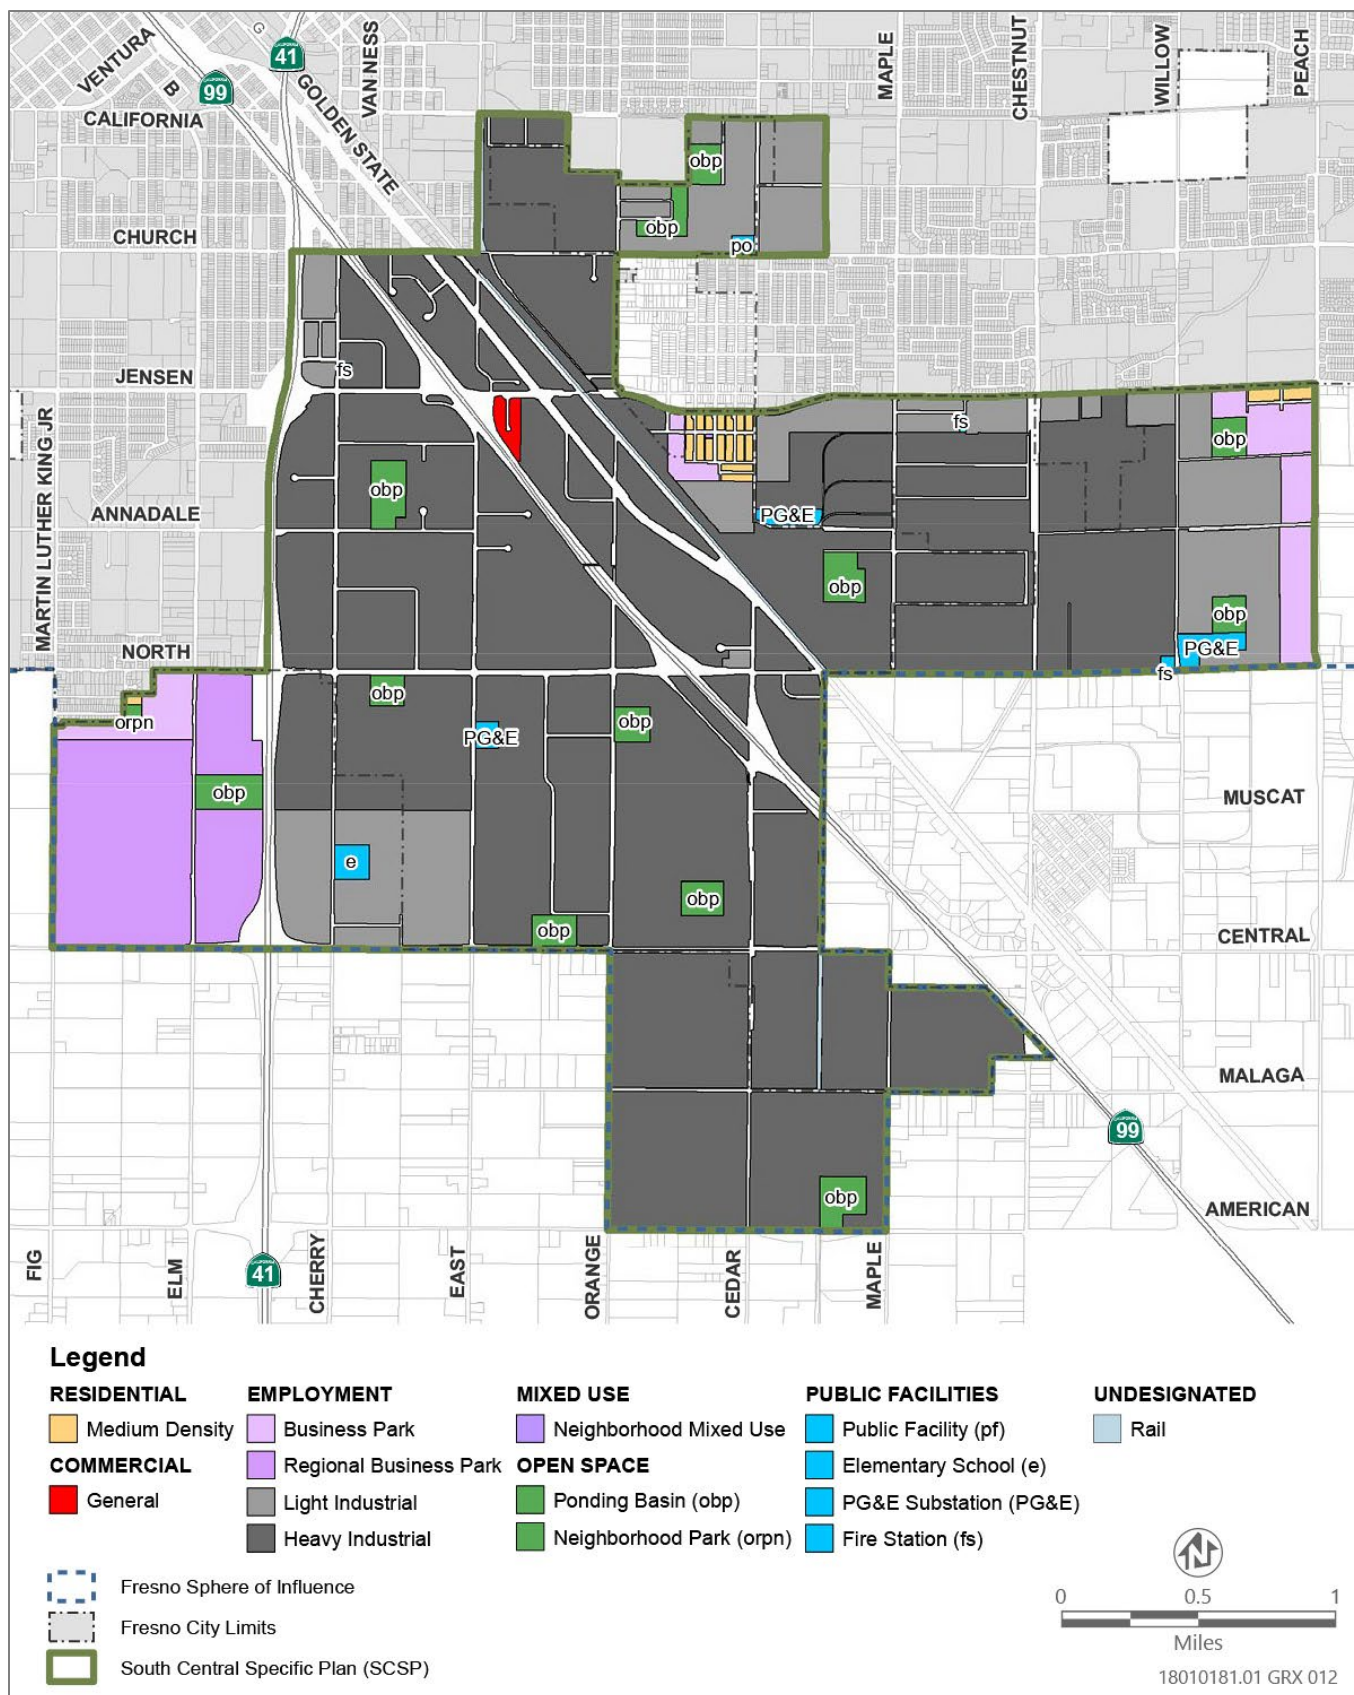 VENTURA
B
G
CALIFORNIA
41
99
GOLDEN STATE
VAN NESS
MAPLE
CHESTNUT
WILLOW
PEACH
CALIFORNIA
obp
obp
po
CHURCH
JENSEN
fs
fs
obp
MARTIN LUTHER KING JR
ANNADALE
obp
PG&E
obp
obp
PG&E
fs
NORTH
orpn
obp
obp
PG&E
obp
e
obp
obp
MUSCAT
CENTRAL
MALAGA
CALIFORNIA
99
obp
AMERICAN
FIG
ELM
CALIFORNIA
41
CHERRY
EAST
ORANGE
CEDAR
MAPLE
Legend
RESIDENTIAL
Medium Density
COMMERCIAL
General
EMPLOYMENT
Business Park
Regional Business Park
Light Industrial
Heavy Industrial
MIXED USE
Neighborhood Mixed Use
OPEN SPACE
Ponding Basin (obp)
Neighborhood Park (orpn)
PUBLIC FACILITIES
Public Facility (pf)
Elementary School (e)
PG&E Substation (PG&E)
Fire Station (fs)
UNDESIGNATED
Rail
Fresno Sphere of Influence
Fresno City Limits
South Central Specific Plan (SCSP)
N
0 0.5 1
Miles
18010181.01 GRX 012